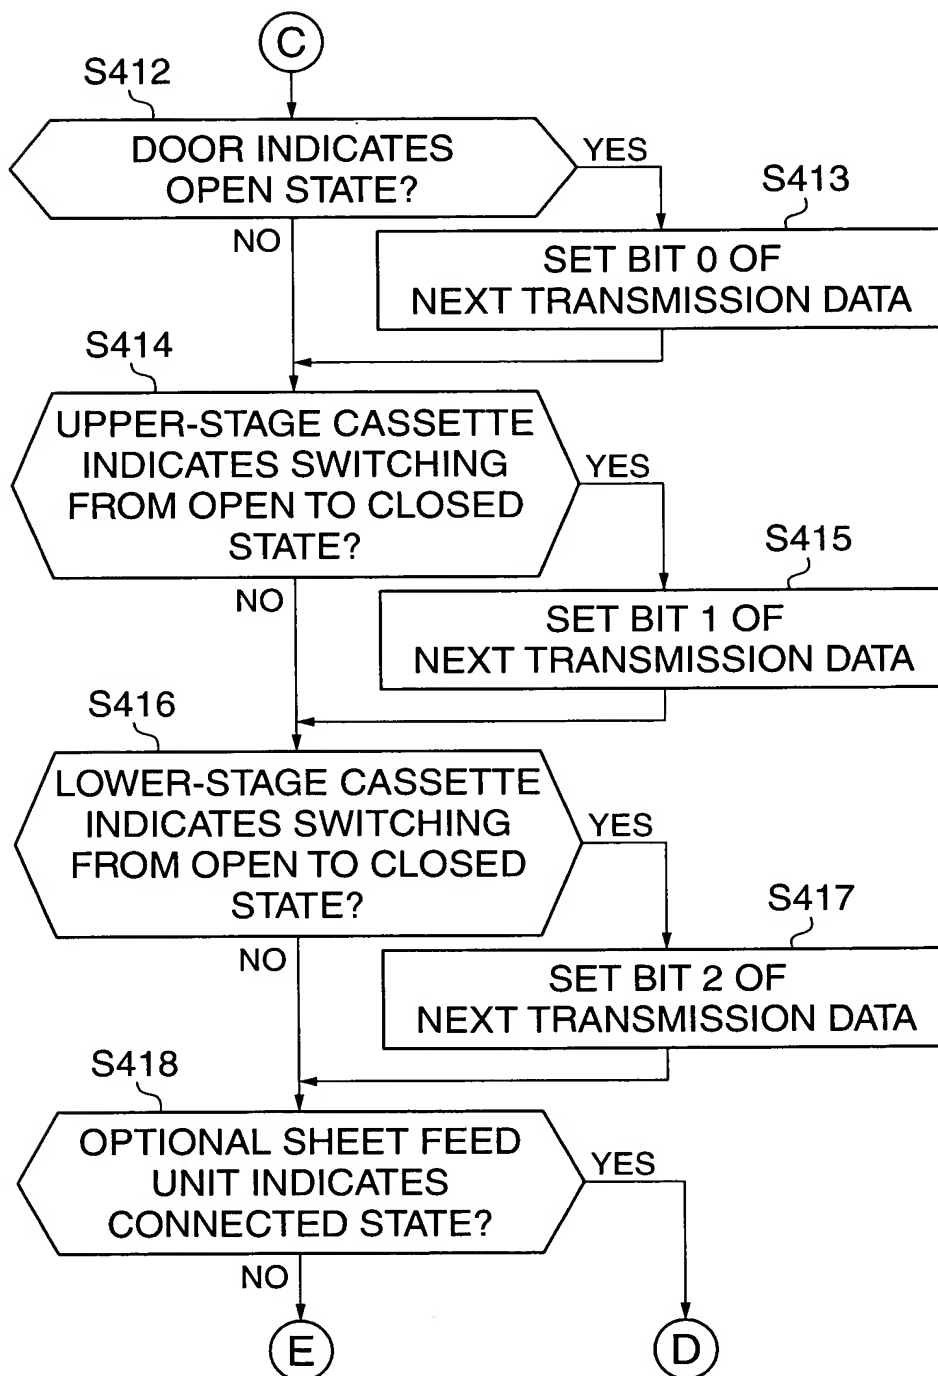 C
S412
DOOR INDICATES
OPEN STATE?
YES
NO
S413
SET BIT 0 OF
NEXT TRANSMISSION DATA
S414
UPPER-STAGE CASSETTE
INDICATES SWITCHING
FROM OPEN TO CLOSED
STATE?
YES
NO
S415
SET BIT 1 OF
NEXT TRANSMISSION DATA
S416
LOWER-STAGE CASSETTE
INDICATES SWITCHING
FROM OPEN TO CLOSED
STATE?
YES
NO
S417
SET BIT 2 OF
NEXT TRANSMISSION DATA
S418
OPTIONAL SHEET FEED
UNIT INDICATES
CONNECTED STATE?
YES
NO
E
D